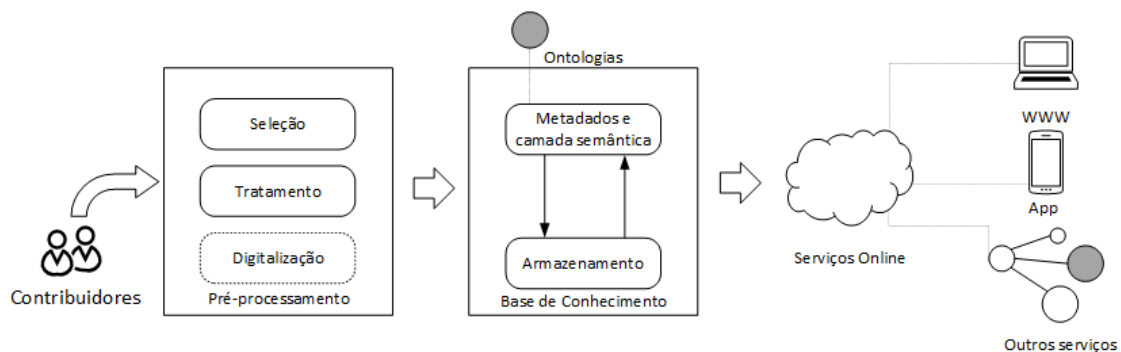 Contribuidores
Seleção
Tratamento
Digitalização
Pré-processamento
Ontologias
Metadados e
camada semântica
Armazenamento
Base de Conhecimento
Serviços Online
WWW
App
Outros serviços